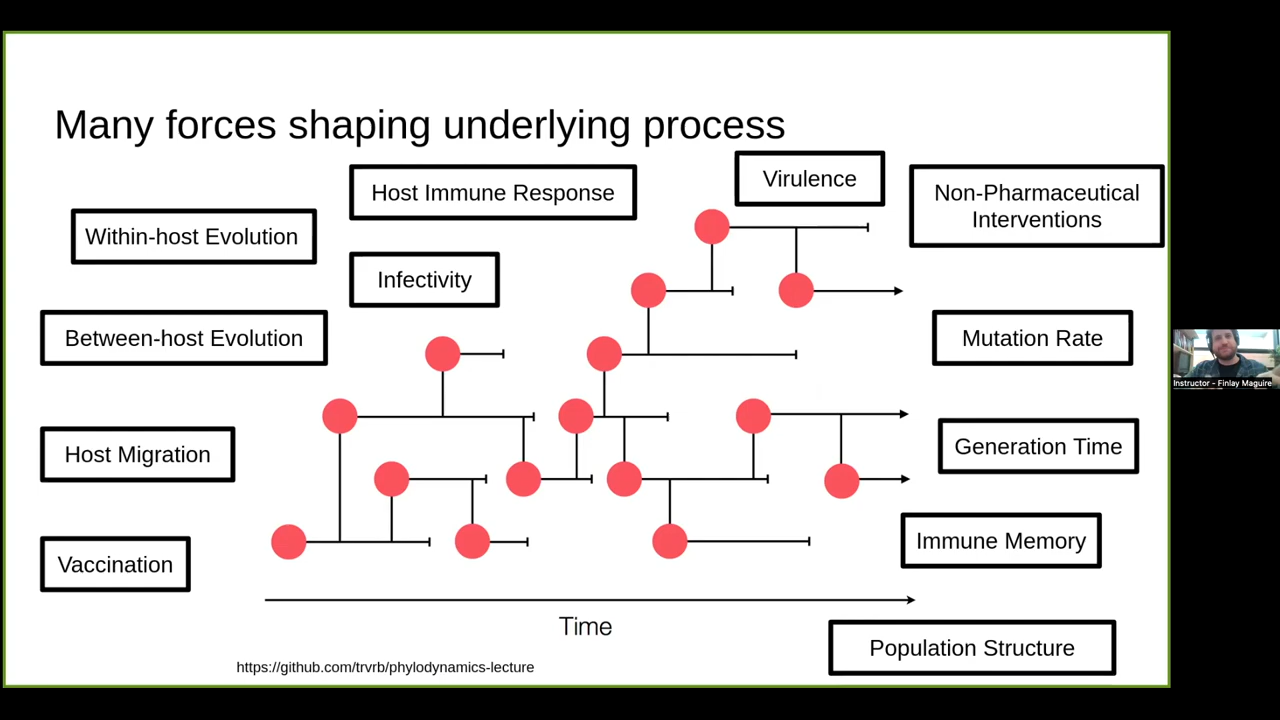 Many forces shaping underlying process
Host Immune Response
Virulence
Non-Pharmaceutical
Interventions
Within-host Evolution
Infectivity
Between-host Evolution
Mutation Rate
Instructor - Finlay Maguire
Host Migration
Generation Time
Vaccination
Immune Memory
Time
Population Structure
https://github.com/trvrb/phylodynamics-lecture